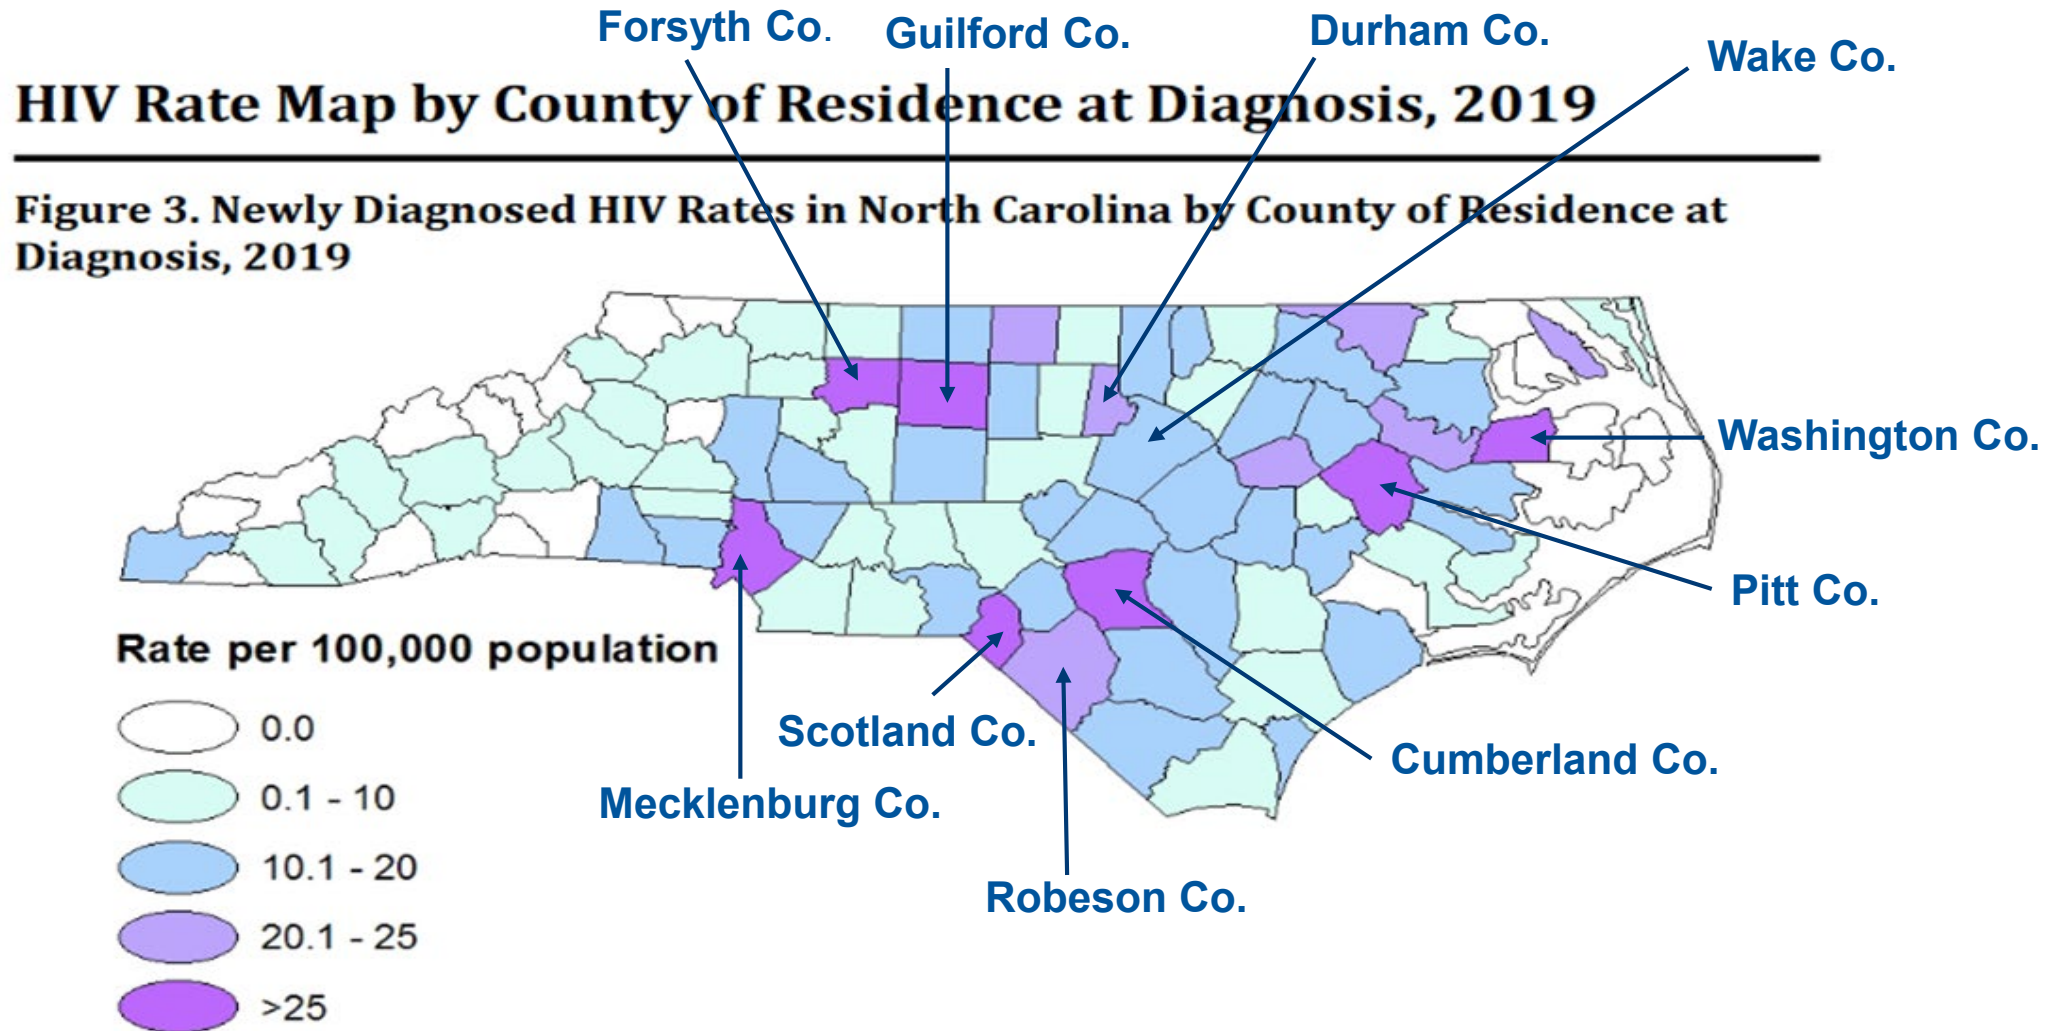 Forsyth Co.
Guilford Co.
Durham Co.
Wake Co.
HIV Rate Map by County of Residence at Diagnosis, 2019
Figure 3. Newly Diagnosed HIV Rates in North Carolina by County of Residence at
Diagnosis, 2019
Washington Co.
Pitt Co.
Rate per 100,000 population
0.0
0.1 - 10
10.1 - 20
20.1 - 25
>25
Scotland Co.
Mecklenburg Co.
Cumberland Co.
Robeson Co.